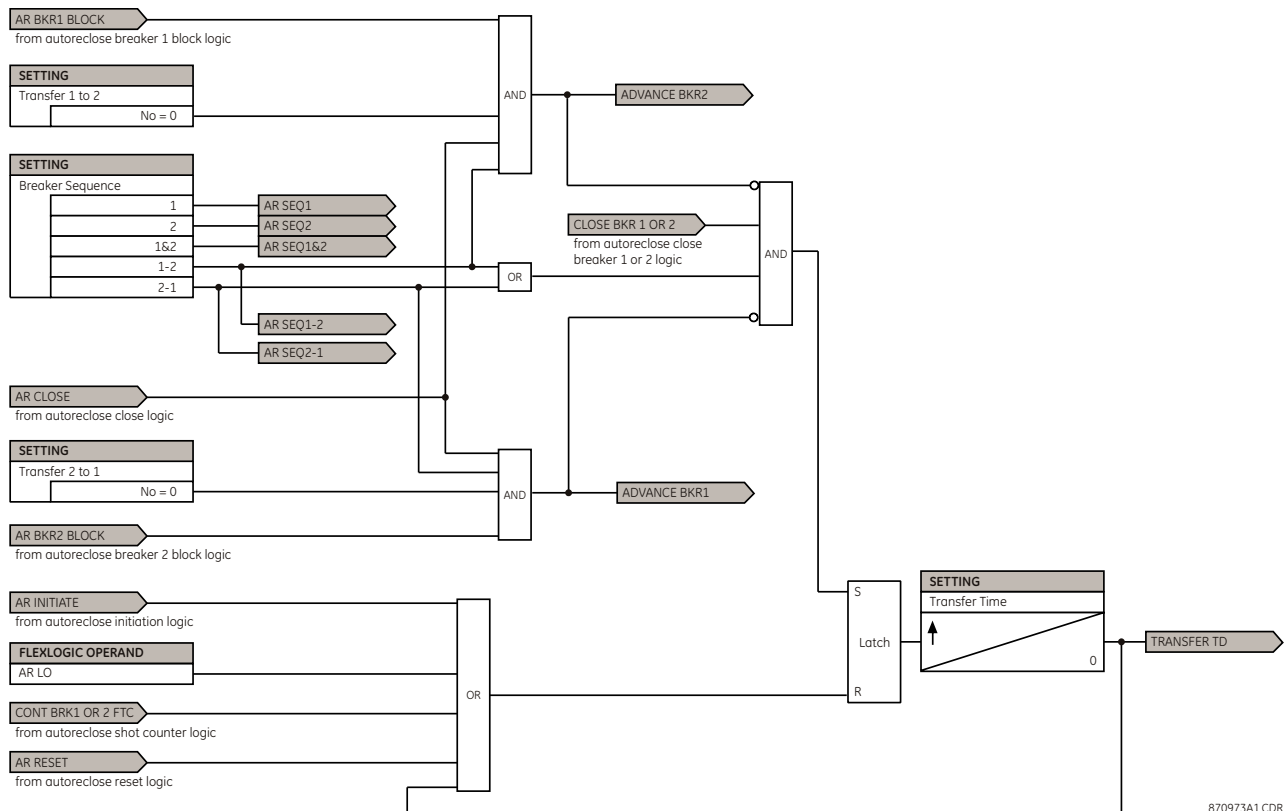 AR BKR1 BLOCK
from autoreclose breaker 1 block logic
SETTING
Transfer 1 to 2
No = 0
AND
ADVANCE BKR2
SETTING
Breaker Sequence
1
AR SEQ1
2
AR SEQ2
1&2
AR SEQ1&2
1-2
2-1
CLOSE BKR 1 OR 2
from autoreclose close
breaker 1 or 2 logic
AND
OR
AR SEQ1-2
AR SEQ2-1
AR CLOSE
from autoreclose close logic
SETTING
Transfer 2 to 1
No = 0
AND
ADVANCE BKR1
AR BKR2 BLOCK
from autoreclose breaker 2 block logic
AR INITIATE
from autoreclose initiation logic
FLEXLOGIC OPERAND
AR LO
CONT BRK1 OR 2 FTC
from autoreclose shot counter logic
AR RESET
from autoreclose reset logic
OR
S
Latch
R
SETTING
Transfer Time
0
TRANSFER TD
870973A1.CDR